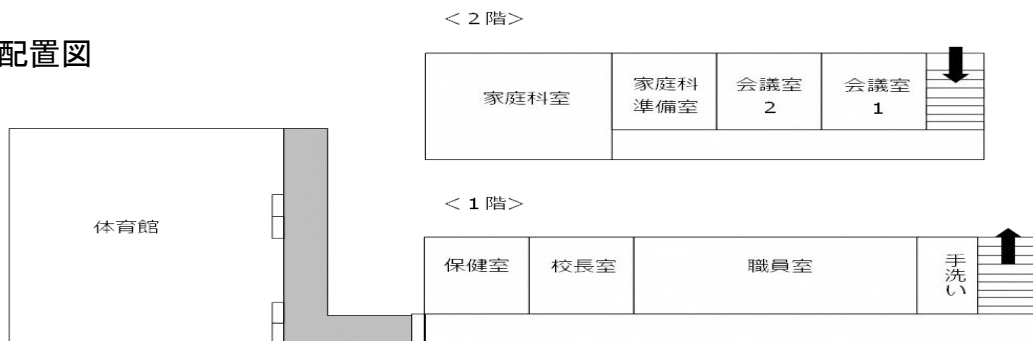 ＜２階＞
配置図
家庭科室
家庭科
準備室
会議室
2
会議室
1
＜１階＞
体育館
保健室
校長室
職員室
手洗い